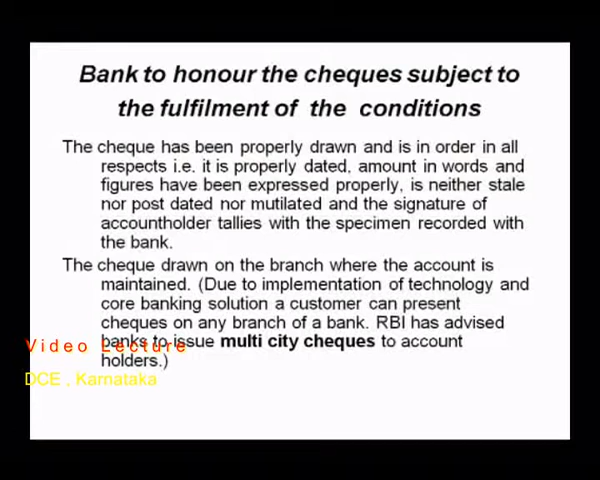 Bank to honour the cheques subject to
the fulfilment of the conditions
The cheque has been properly drawn and is in order in all
respects i.e. it is properly dated, amount in words and
figures have been expressed properly, is neither stale
nor post dated nor mutilated and the signature of
accountholder tallies with the specimen recorded with
the bank.
The cheque drawn on the branch where the account is
maintained. (Due to implementation of technology and
core banking solution a customer can present
cheques on any branch of a bank. RBI has advised
banks to issue multi city cheques to account
holders.)
Video Lecture
DCE , Karnataka